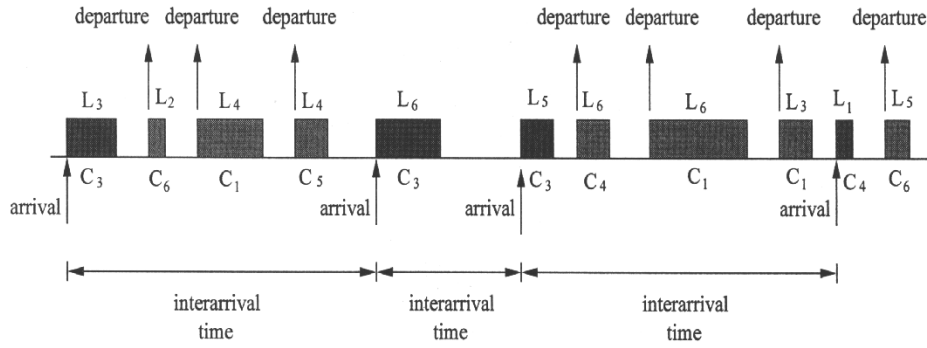 departure departure departure departure departure departure departure
L3 L2 L4 L4 L6 L5 L6 L6 L3 L1 L5
C3 C6 C1 C5 C3 C3 C4 C1 C1 C4 C6
arrival arrival arrival arrival
interarrival interarrival interarrival
time time time